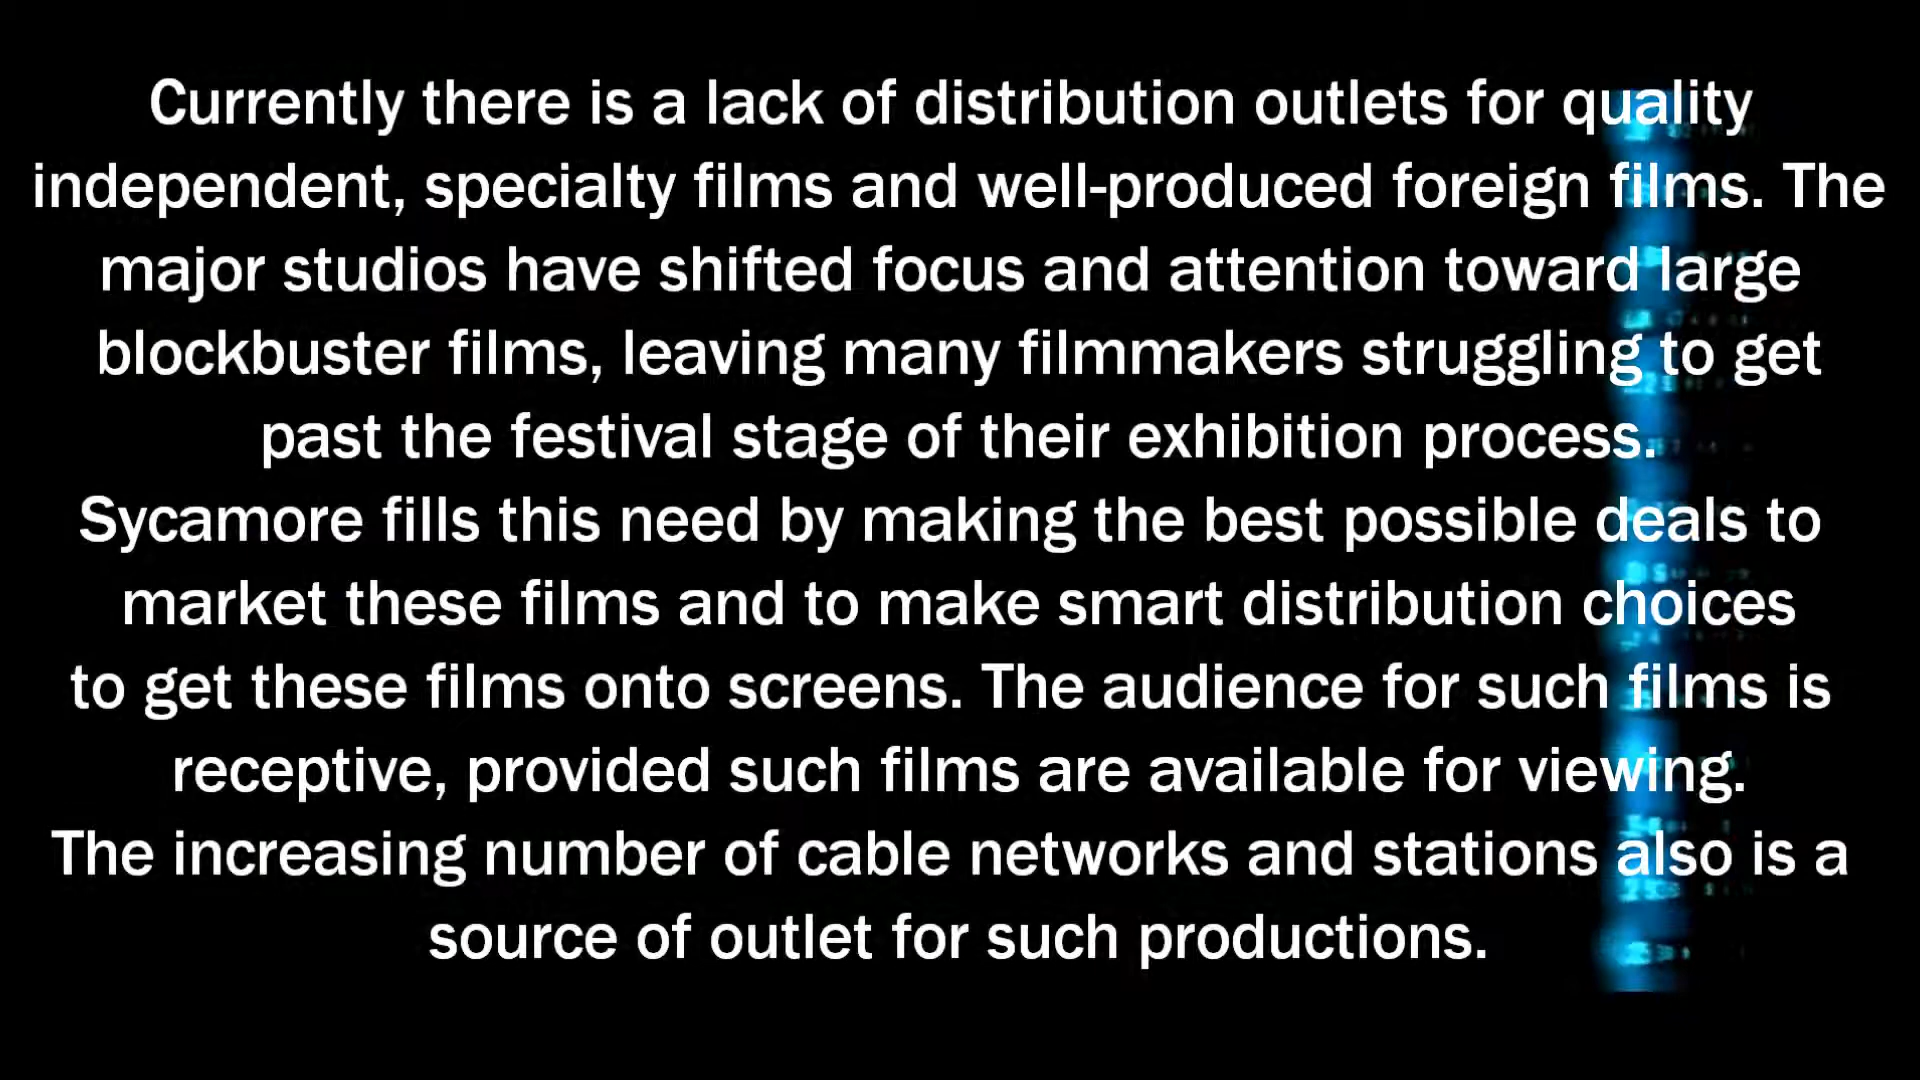 Currently there is a lack of distribution outlets for quality
independent, specialty films and well-produced foreign films. The
major studios have shifted focus and attention toward large
blockbuster films, leaving many filmmakers struggling to get
past the festival stage of their exhibition process.
Sycamore fills this need by making the best possible deals to
market these films and to make smart distribution choices
to get these films onto screens. The audience for such films is
receptive, provided such films are available for viewing.
The increasing number of cable networks and stations also is a
source of outlet for such productions.